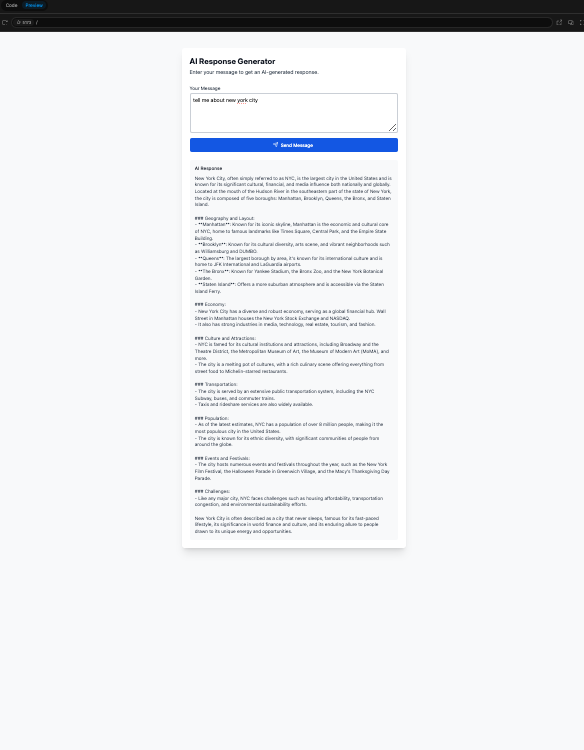 Code Preview
/
AI Response Generator
Enter your message to get an AI-generated response.
Your Message
tell me about new york city
Send Message
AI Response
New York City, often simply referred to as NYC, is the largest city in the United States and is
known for its significant cultural, financial, and media influence both nationally and globally.
Located at the mouth of the Hudson River in the southeastern part of the state of New York,
the city is composed of five boroughs: Manhattan, Brooklyn, Queens, the Bronx, and Staten
Island.
### Geography and Layout:
- **Manhattan**: Known for its iconic skyline, Manhattan is the economic and cultural core
of NYC, home to famous landmarks like Times Square, Central Park, and the Empire State
Building.
- **Brooklyn**: Known for its cultural diversity, arts scene, and vibrant neighborhoods such
as Williamsburg and DUMBO.
- **Queens**: The largest borough by area, it's known for its international culture and is
home to JFK International and LaGuardia airports.
- **The Bronx**: Known for Yankee Stadium, the Bronx Zoo, and the New York Botanical
Garden.
- **Staten Island**: Offers a more suburban atmosphere and is accessible via the Staten
Island Ferry.
### Economy:
- New York City has a diverse and robust economy, serving as a global financial hub. Wall
Street in Manhattan houses the New York Stock Exchange and NASDAQ.
- It also has strong industries in media, technology, real estate, tourism, and fashion.
### Culture and Attractions:
- NYC is famed for its cultural institutions and attractions, including Broadway and the
Theatre District, the Metropolitan Museum of Art, the Museum of Modern Art (MoMA), and
more.
- The city is a melting pot of cultures, with a rich culinary scene offering everything from
street food to Michelin-starred restaurants.
### Transportation:
- The city is served by an extensive public transportation system, including the NYC
Subway, buses, and commuter trains.
- Taxis and rideshare services are also widely available.
### Population:
- As of the latest estimates, NYC has a population of over 8 million people, making it the
most populous city in the United States.
- The city is known for its ethnic diversity, with significant communities of people from
around the globe.
### Events and Festivals:
- The city hosts numerous events and festivals throughout the year, such as the New York
Film Festival, the Halloween Parade in Greenwich Village, and the Macy's Thanksgiving Day
Parade.
### Challenges:
- Like any major city, NYC faces challenges such as housing affordability, transportation
congestion, and environmental sustainability efforts.
New York City is often described as a city that never sleeps, famous for its fast-paced
lifestyle, its significance in world finance and culture, and its enduring allure to people
drawn to its unique energy and opportunities.